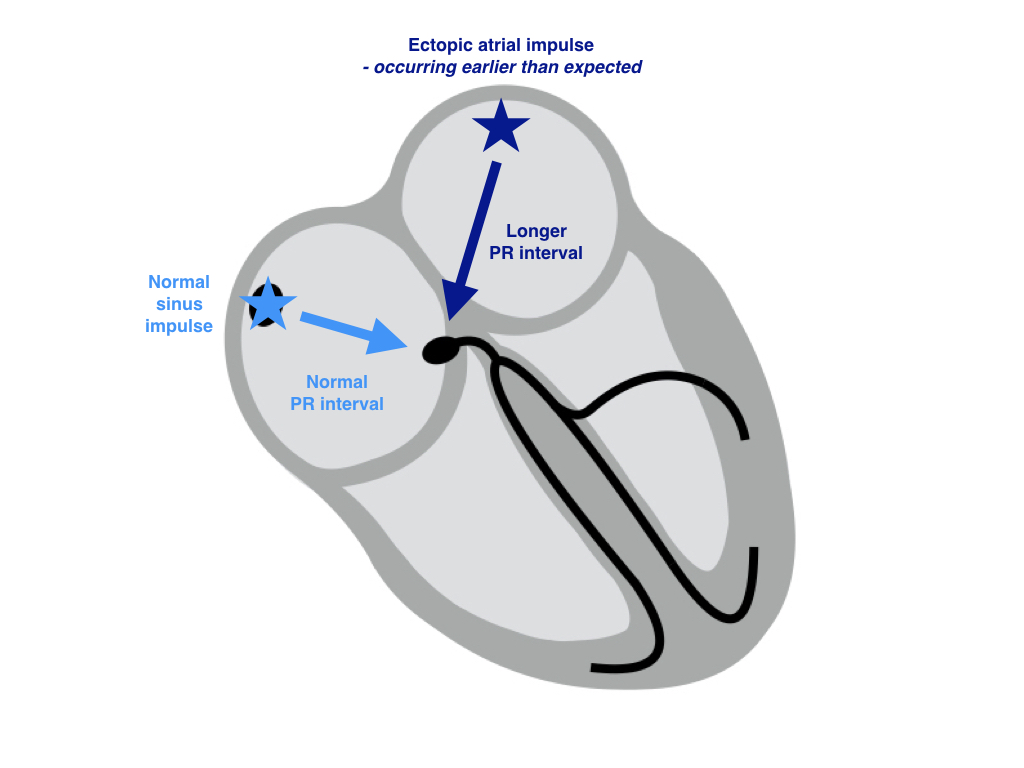 Ectopic atrial impulse
- occurring earlier than expected
Longer
PR interval
Normal
sinus
impulse
Normal
PR interval